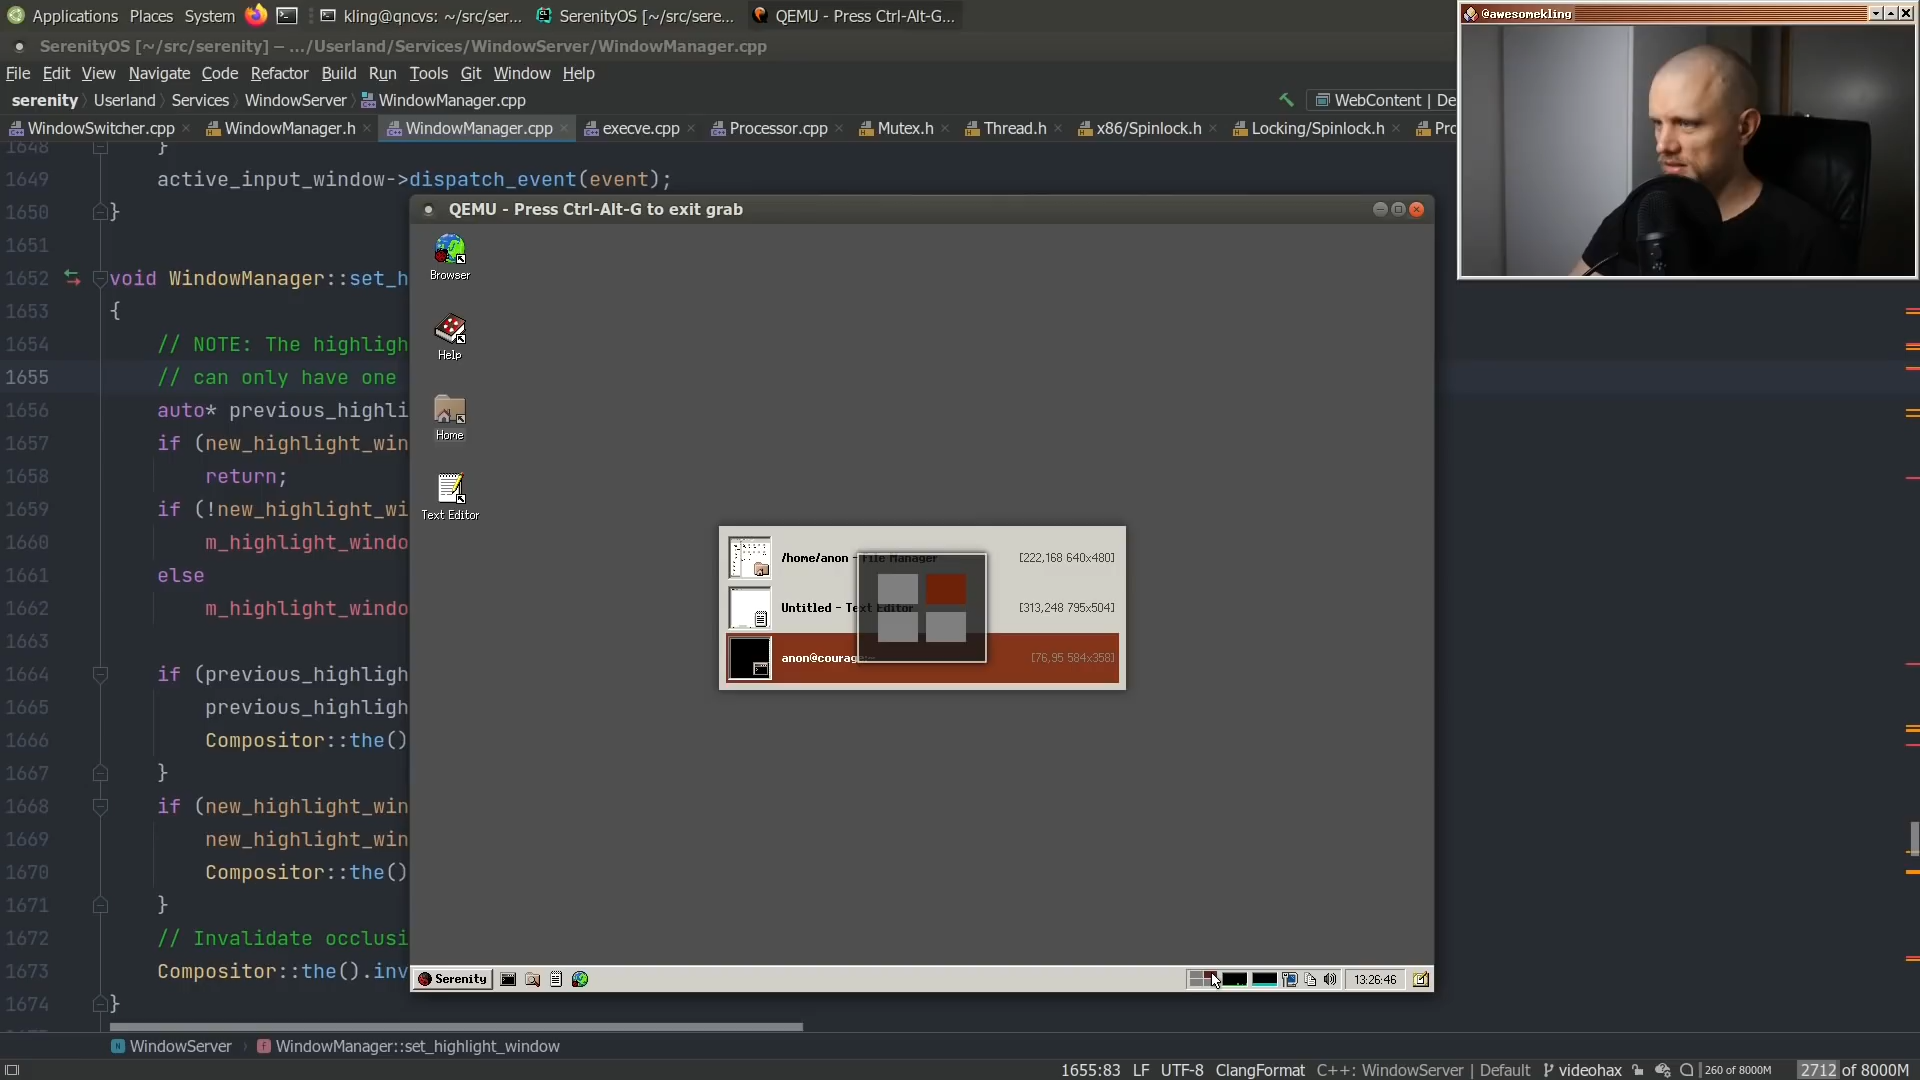 Applications Places System kling@qncvs: ~/src/ser... SerenityOS [~/src/sere... QEMU - Press Ctrl-Alt-G...
@awesomekling
SerenityOS [~/src/serenity] – .../Userland/Services/WindowServer/WindowManager.cpp
File Edit View Navigate Code Refactor Build Run Tools Git Window Help
serenity Userland Services WindowServer WindowManager.cpp WebContent | De
WindowSwitcher.cpp WindowManager.h WindowManager.cpp execve.cpp Processor.cpp Mutex.h Thread.h x86/Spinlock.h Locking/Spinlock.h Pro
1648 }
1649 active_input_window->dispatch_event(event);
1650 }
1651
1652 void WindowManager::set_h
1653 {
1654 // NOTE: The highligh
1655 // can only have one
1656 auto* previous_highli
1657 if (new_highlight_win
1658 return;
1659 if (!new_highlight_wi
1660 m_highlight_windo
1661 else
1662 m_highlight_windo
1663
1664 if (previous_highligh
1665 previous_highligh
1666 Compositor::the()
1667 }
1668 if (new_highlight_win
1669 new_highlight_win
1670 Compositor::the()
1671 }
1672 // Invalidate occlusi
1673 Compositor::the().inv
1674 }
QEMU - Press Ctrl-Alt-G to exit grab
Browser
Help
Home
Text Editor
/home/anon - File Manager [222,168 640x480]
Untitled - Text Editor [313,248 795x504]
anon@courage:~ [76,95 584x358]
Serenity 13:26:46
WindowServer WindowManager::set_highlight_window
1655:83 LF UTF-8 ClangFormat C++: WindowServer | Default videohax 260 of 8000M 2712 of 8000M